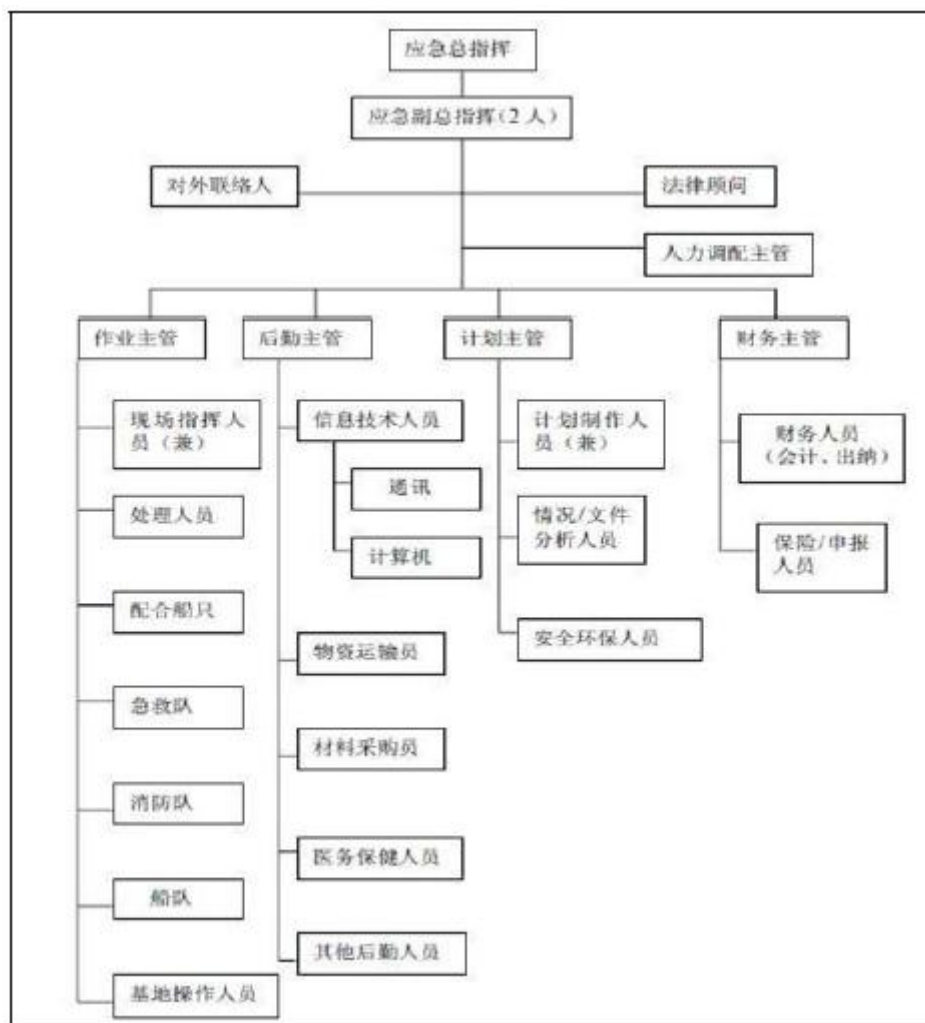 应急总指挥
应急副总指挥(2人)
对外联络人
法律顾问
人力调配主管
作业主管
后勤主管
计划主管
财务主管
现场指挥人
员（兼）
处理人员
配合船只
急救队
消防队
船队
基地操作人员
信息技术人员
通讯
计算机
物资运输员
材料采购员
医务保健人员
其他后勤人员
计划制作人
员（兼）
情况/文件
分析人员
安全环保人员
财务人员
（会计、出纳）
保险/申报
人员